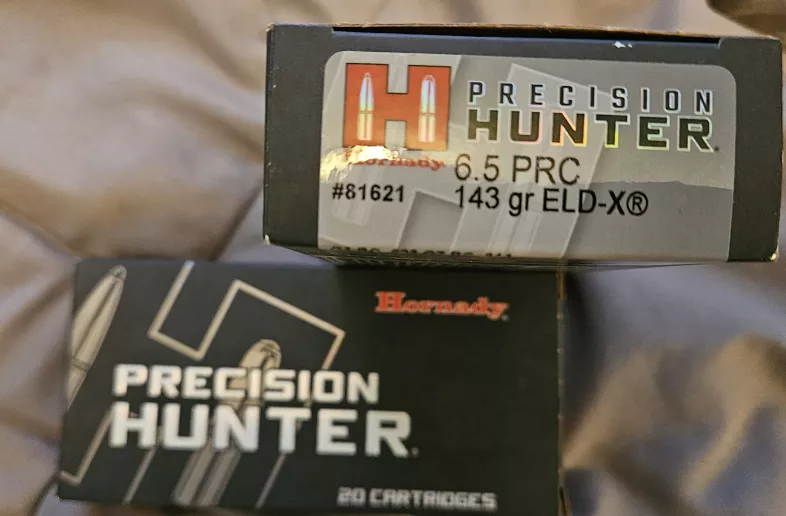 PRECISION
HUNTER
Hornady
6.5 PRC
#81621
143 gr ELD-X®
Hornady
PRECISION
HUNTER
20 CARTRIDGES